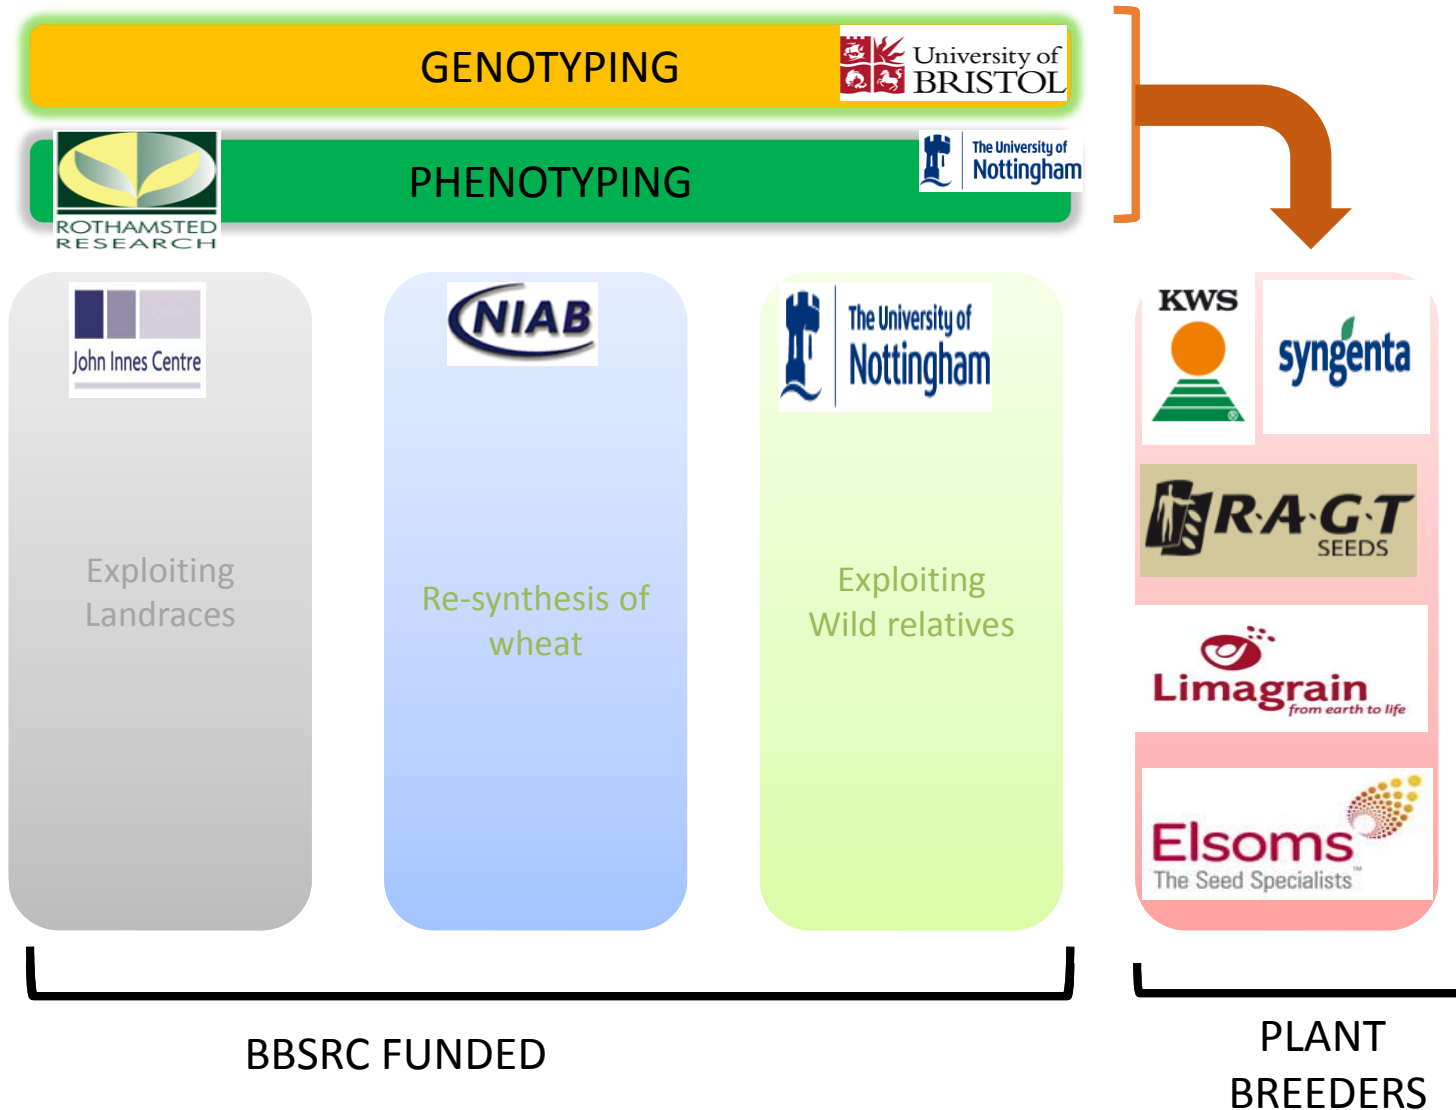 GENOTYPING
University of
BRISTOL
PHENOTYPING
The University of
Nottingham
ROTHAMSTED
RESEARCH
John Innes Centre
NIAB
The University of
Nottingham
KWS
®
syngenta
R·A·G·T
SEEDS
Exploiting
Landraces
Re-synthesis of
wheat
Exploiting
Wild relatives
Limagrain
from earth to life
Elsoms
The Seed Specialists™
BBSRC FUNDED
PLANT
BREEDERS